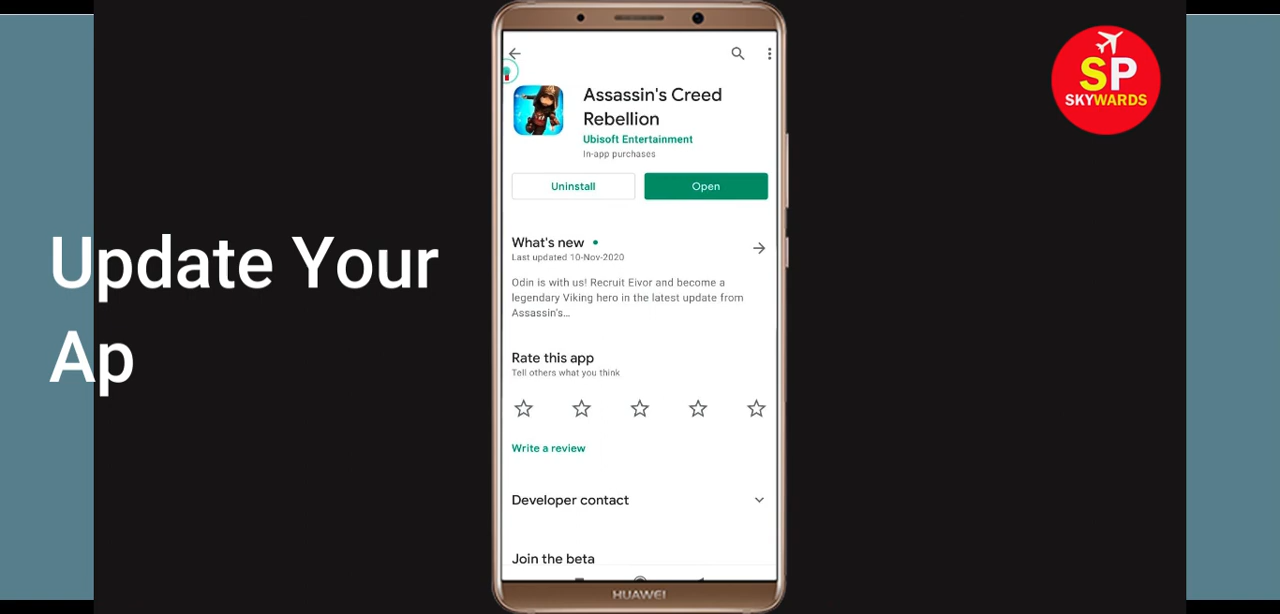 SP
SKYWARDS
Assassin's Creed
Rebellion
Ubisoft Entertainment
In-app purchases
Uninstall
Open
Update Your
Ap
What's new
Last updated 10-Nov-2020
Odin is with us! Recruit Eivor and become a
legendary Viking hero in the latest update from
Assassin's...
Rate this app
Tell others what you think
Write a review
Developer contact
Join the beta
HUAWEI